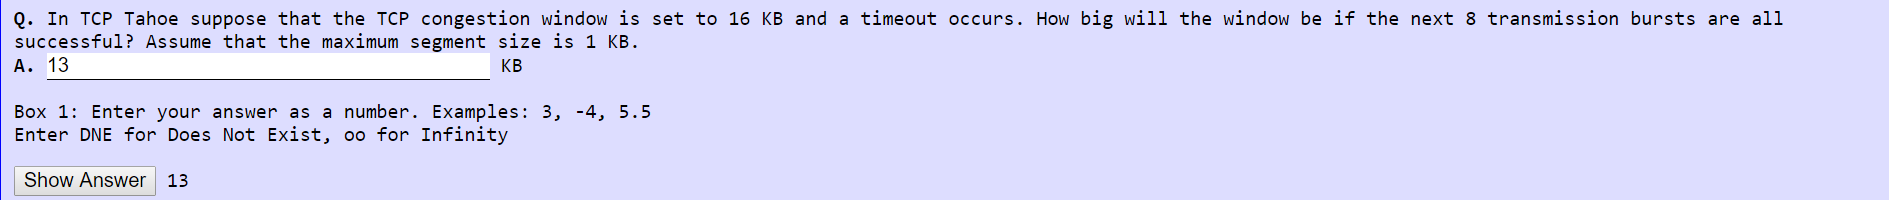 Q. In TCP Tahoe suppose that the TCP congestion window is set to 16 KB and a timeout occurs. How big will the window be if the next 8 transmission bursts are all
successful? Assume that the maximum segment size is 1 KB.
A. 13 KB
Box 1: Enter your answer as a number. Examples: 3, -4, 5.5
Enter DNE for Does Not Exist, oo for Infinity
Show Answer 13